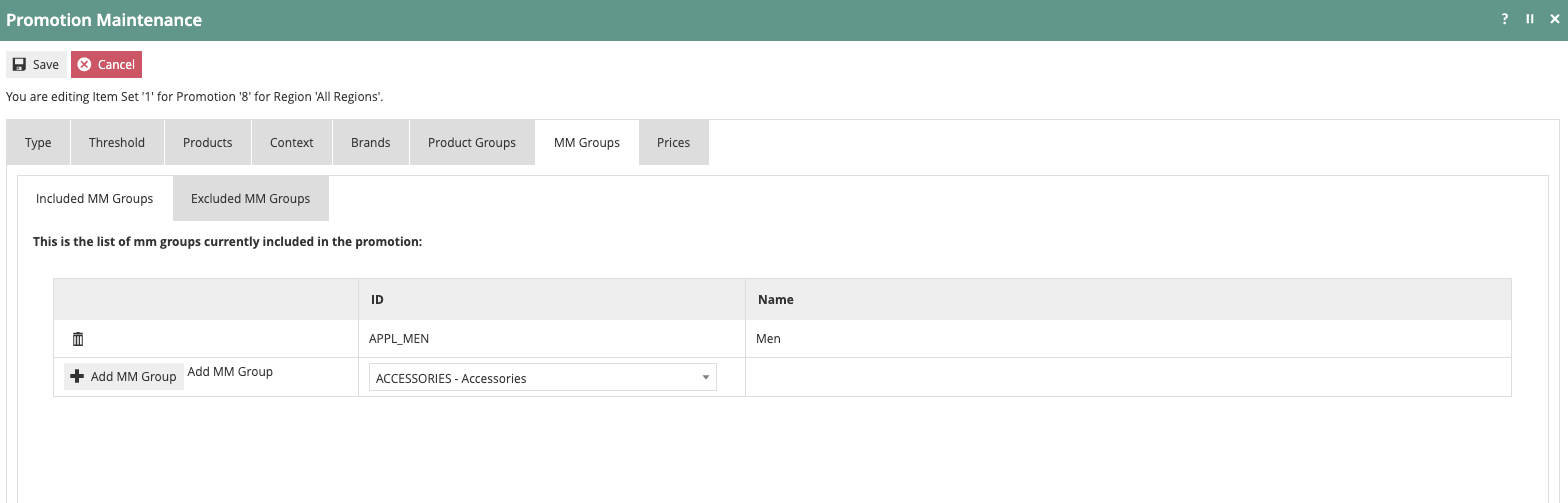 Promotion Maintenance ?
Save Cancel
You are editing Item Set '1' for Promotion '8' for Region 'All Regions'.
Type Threshold Products Context Brands Product Groups MM Groups Prices
Included MM Groups Excluded MM Groups
This is the list of mm groups currently included in the promotion:
ID Name
APPL_MEN Men
Add MM Group Add MM Group ACCESSORIES - Accessories